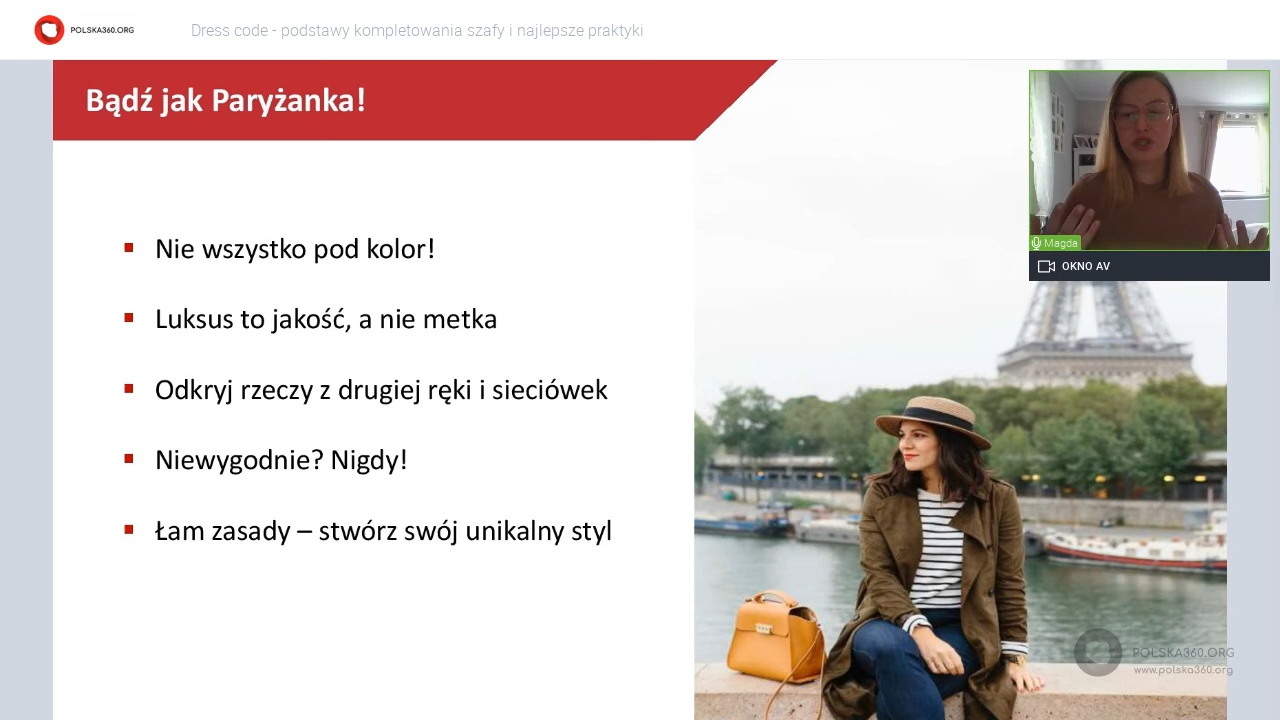 POLSKA360.ORG
Dress code - podstawy kompletowania szafy i najlepsze praktyki
Bądź jak Paryżanka!
Nie wszystko pod kolor!
Luksus to jakość, a nie metka
Odkryj rzeczy z drugiej ręki i sieciówek
Niewygodnie? Nigdy!
Łam zasady – stwórz swój unikalny styl
Magda
OKNO AV
POLSKA360.ORG
www.polska360.org